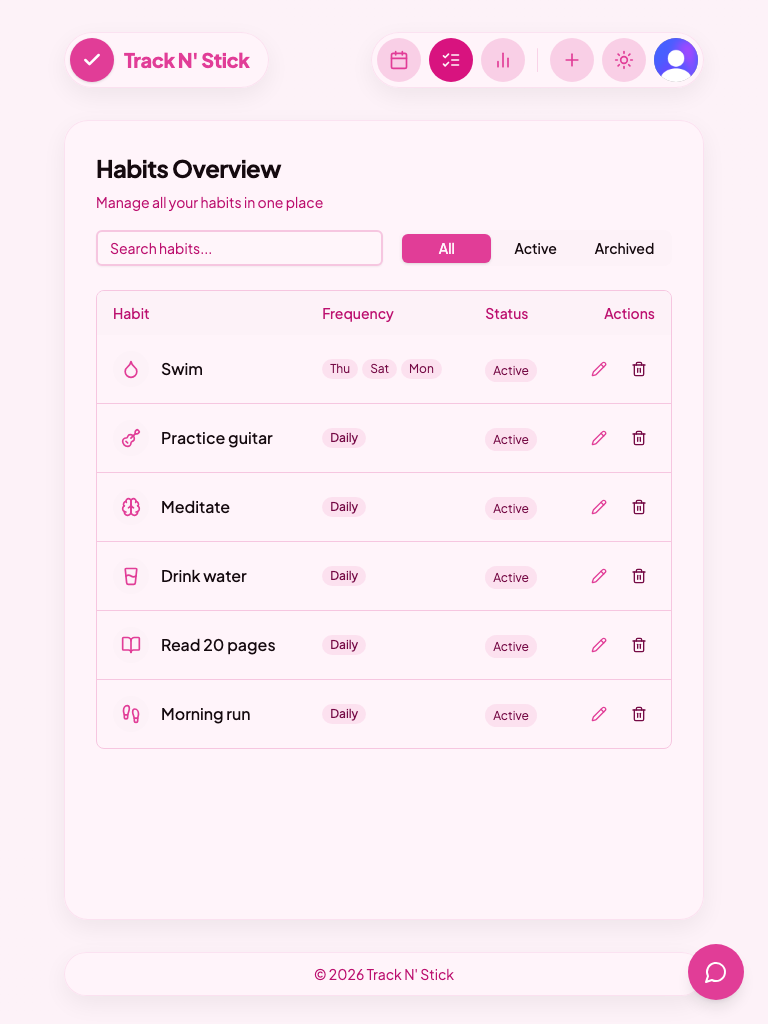 Track N' Stick
Habits Overview
Manage all your habits in one place
Search habits...
All Active Archived
Habit Frequency Status Actions
Swim Thu Sat Mon Active
Practice guitar Daily Active
Meditate Daily Active
Drink water Daily Active
Read 20 pages Daily Active
Morning run Daily Active
© 2026 Track N' Stick